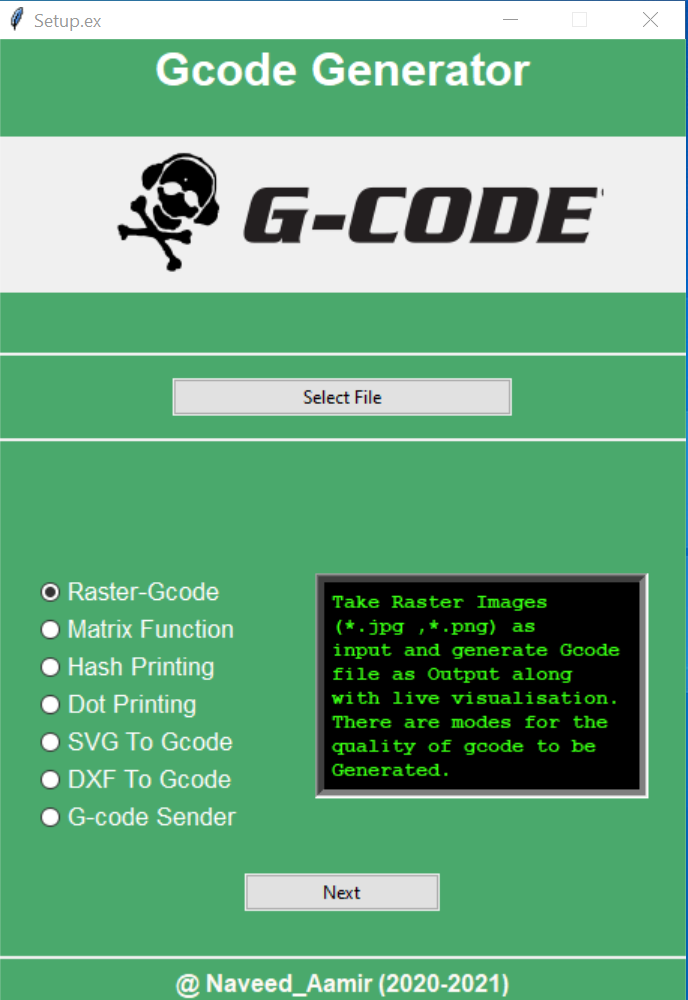 Setup.ex
Gcode Generator
G-CODE
Select File
Raster-Gcode
Matrix Function
Hash Printing
Dot Printing
SVG To Gcode
DXF To Gcode
G-code Sender
Take Raster Images
(*.jpg ,*.png) as
input and generate Gcode
file as Output along
with live visualisation.
There are modes for the
quality of gcode to be
Generated.
Next
@ Naveed_Aamir (2020-2021)